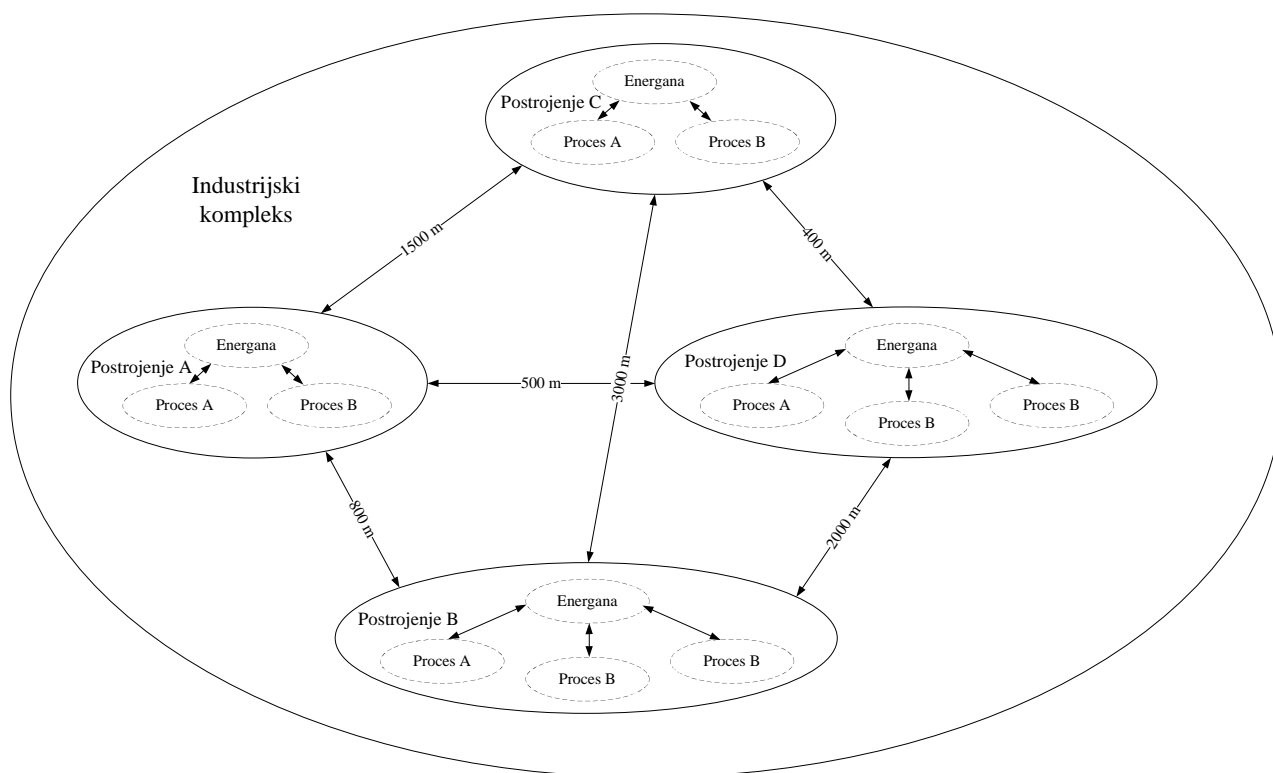 Energana
Postrojenje C
Proces A
Proces B
Industrijski
kompleks
1500 m
400 m
Energana
Postrojenje A
Proces A
Proces B
500 m
3000 m
Energana
Postrojenje D
Proces A
Proces B
Proces B
800 m
2000 m
Energana
Postrojenje B
Proces A
Proces B
Proces B